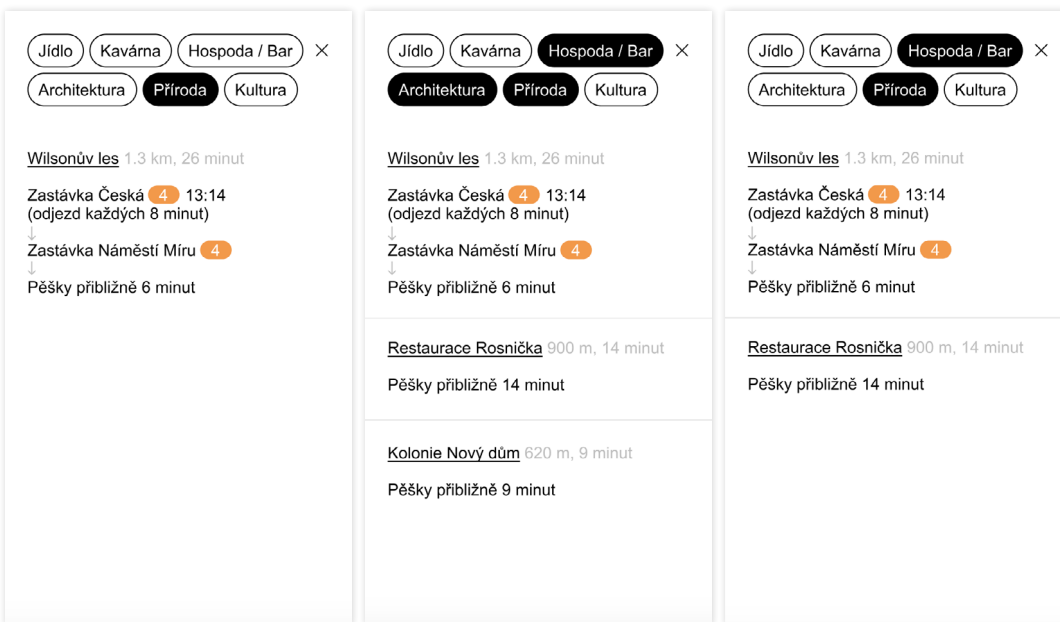 Jídlo Kavárna Hospoda / Bar ×
Architektura Příroda Kultura
Wilsonův les 1.3 km, 26 minut
Zastávka Česká 4 13:14
(odjezd každých 8 minut)
↓
Zastávka Náměstí Míru 4
↓
Pěšky přibližně 6 minut
Jídlo Kavárna Hospoda / Bar ×
Architektura Příroda Kultura
Wilsonův les 1.3 km, 26 minut
Zastávka Česká 4 13:14
(odjezd každých 8 minut)
↓
Zastávka Náměstí Míru 4
↓
Pěšky přibližně 6 minut
Restaurace Rosnička 900 m, 14 minut
Pěšky přibližně 14 minut
Kolonie Nový dům 620 m, 9 minut
Pěšky přibližně 9 minut
Jídlo Kavárna Hospoda / Bar ×
Architektura Příroda Kultura
Wilsonův les 1.3 km, 26 minut
Zastávka Česká 4 13:14
(odjezd každých 8 minut)
↓
Zastávka Náměstí Míru 4
↓
Pěšky přibližně 6 minut
Restaurace Rosnička 900 m, 14 minut
Pěšky přibližně 14 minut